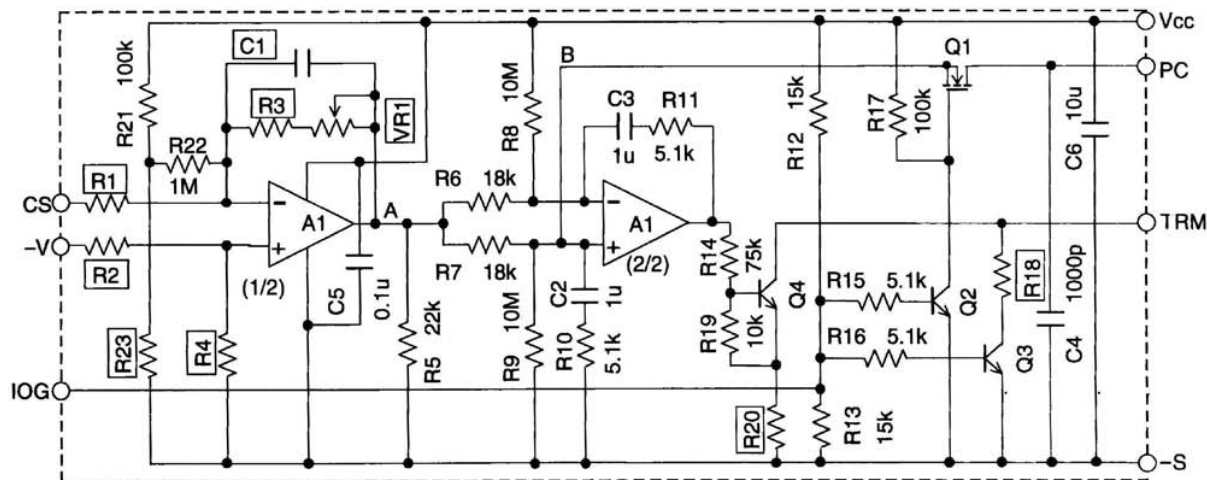 Vcc
C1
B
Q1
PC
100k
R21
R3
VR1
10M
R8
C3
R11
1u
5.1k
15k
R12
R17
100k
10u
C6
R22
1M
CS
R1
A1
A
R6
18k
A1
TRM
-V
R2
(1/2)
R7
18k
(2/2)
R14
75k
Q4
R15
5.1k
Q2
R18
1000p
C4
C5
0.1u
22k
R5
10M
R9
C2
1u
R10
5.1k
R19
10k
R16
5.1k
Q3
R23
R4
IOG
R20
R13
15k
-S